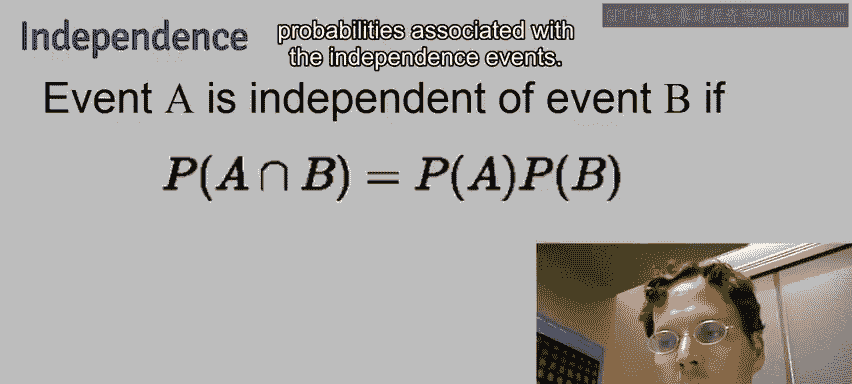 Independence
probabilities associated with
the independence events.
Event A is independent of event B if
P(A ∩ B) = P(A)P(B)